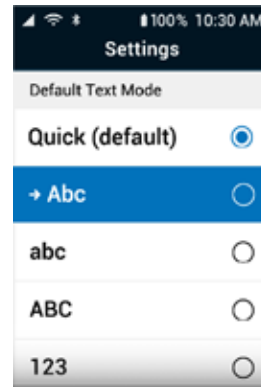 100% 10:30 AM
Settings
Default Text Mode
Quick (default)
→ Abc
abc
ABC
123